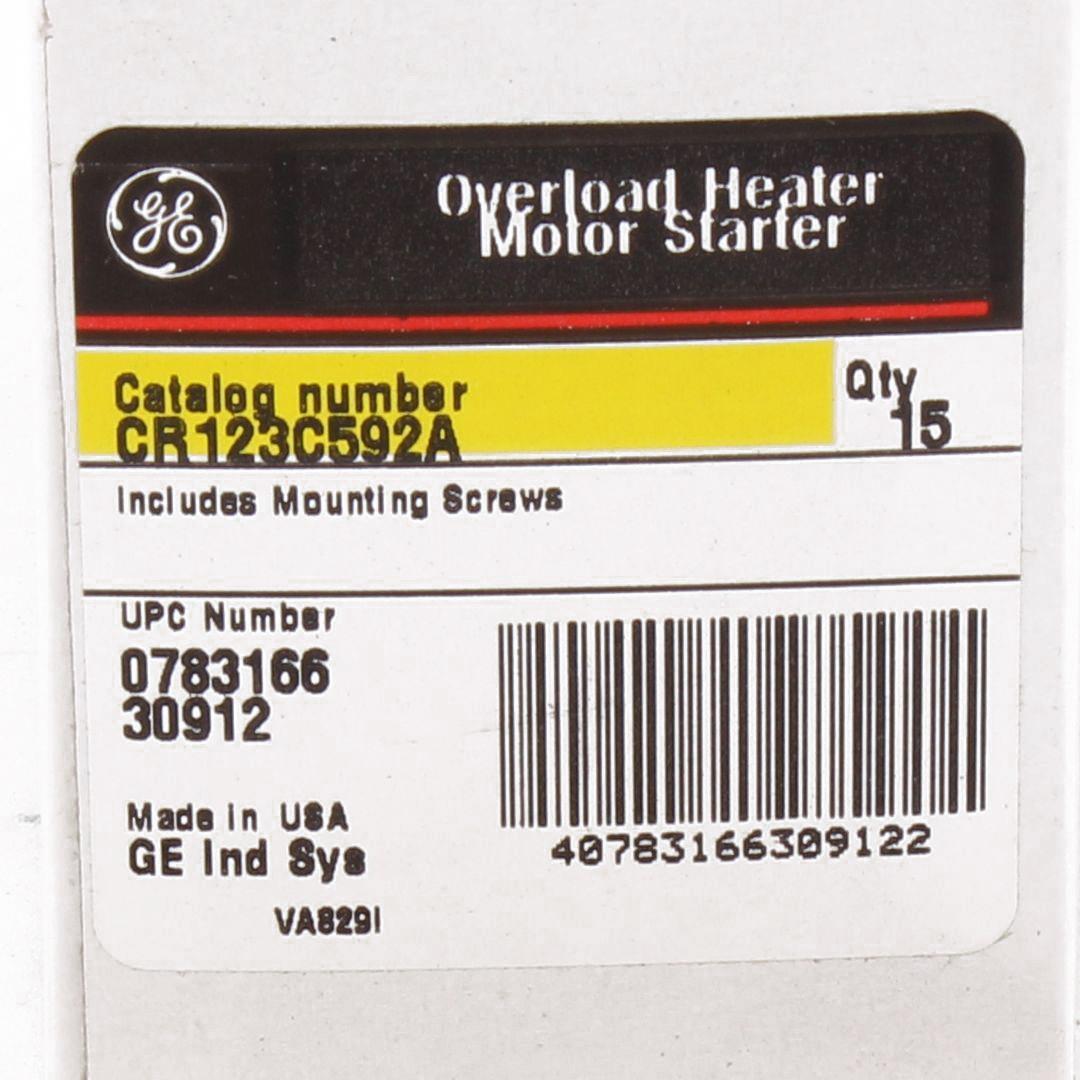 GE
Overload Heater
Motor Starter
Catalog number
CR123C592A
Qty
15
Includes Mounting Screws
UPC Number
0783166
30912
Made in USA
GE Ind Sys
VA829I
40783166309122